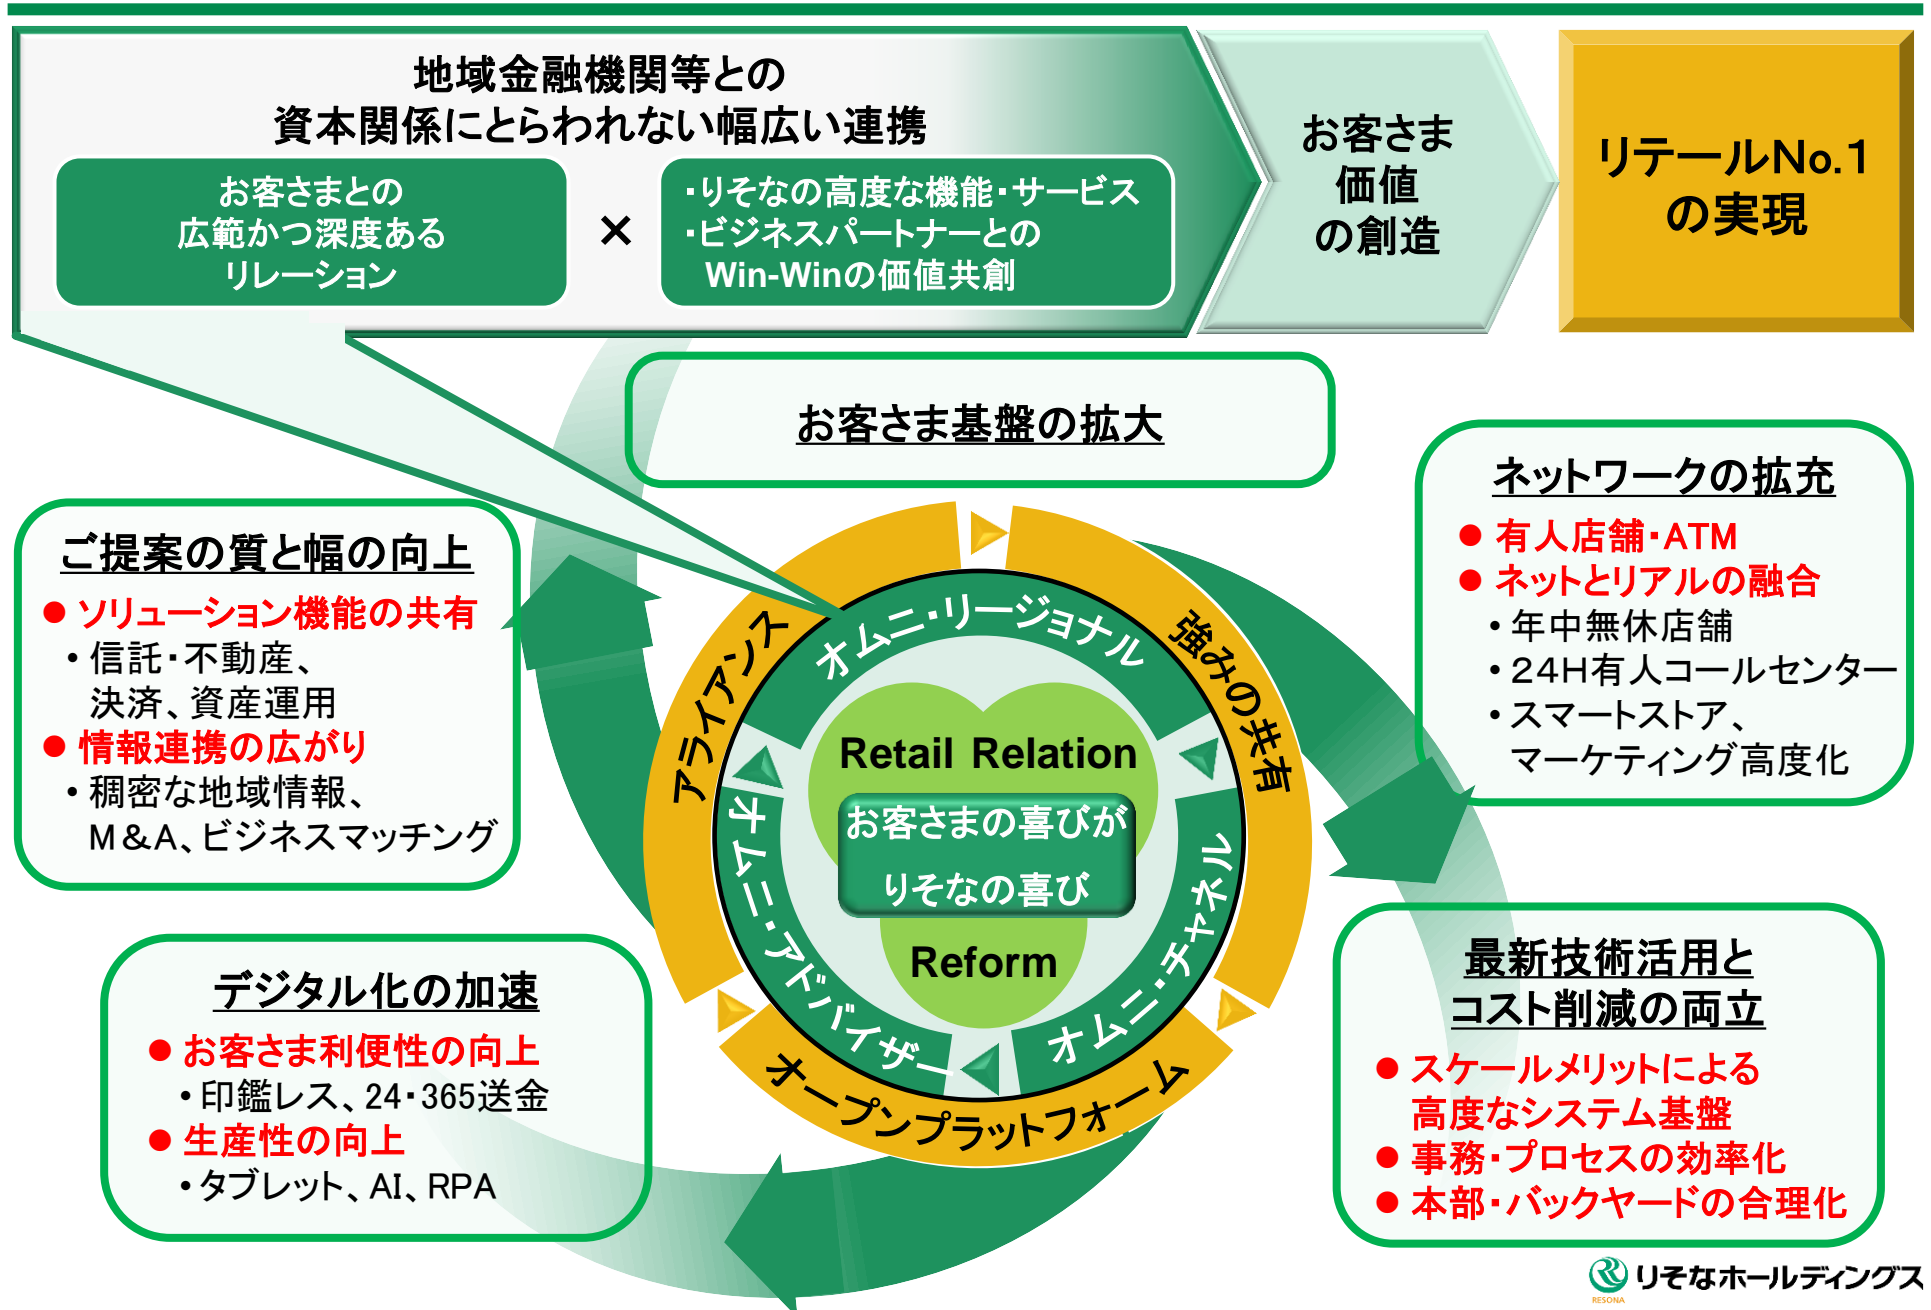 地域金融機関等との
資本関係にとらわれない幅広い連携
お客さまとの
広範かつ深度ある
リレーション
×
・りそなの高度な機能・サービス
・ビジネスパートナーとの
Win-Winの価値共創
お客さま
価値
の創造
リテールNo.1
の実現
お客さま基盤の拡大
ネットワークの拡充
● 有人店舗・ATM
● ネットとリアルの融合
・年中無休店舗
・24H有人コールセンター
・スマートストア、
マーケティング高度化
ご提案の質と幅の向上
● ソリューション機能の共有
・信託・不動産、
決済、資産運用
● 情報連携の広がり
・稠密な地域情報、
M&A、ビジネスマッチング
アライアンス
強みの共有
オープンプラットフォーム
オムニ・リージョナル
オムニ・チャネル
オムニ・アドバイザー
Retail Relation
お客さまの喜びが
りそなの喜び
Reform
デジタル化の加速
● お客さま利便性の向上
・印鑑レス、24・365送金
● 生産性の向上
・タブレット、AI、RPA
最新技術活用と
コスト削減の両立
● スケールメリットによる
高度なシステム基盤
● 事務・プロセスの効率化
● 本部・バックヤードの合理化
りそなホールディングス
RESONA